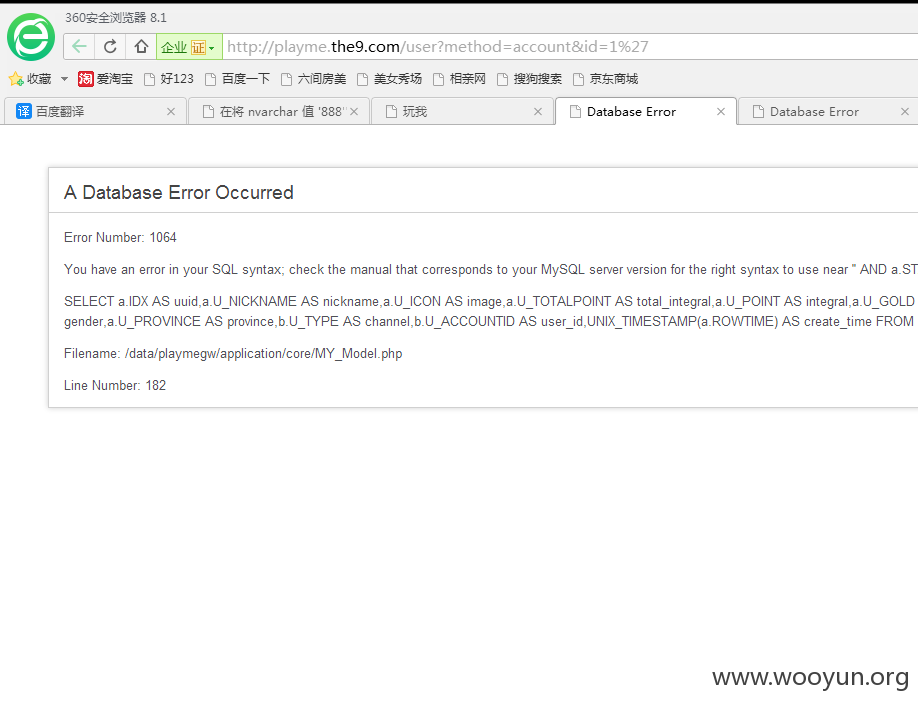 360安全浏览器 8.1
企业 证 http://playme.the9.com/user?method=account&id=1%27
收藏 淘 爱淘宝 好123 百度一下 六间房美 美女秀场 相亲网 搜狗搜索 京东商城
译 百度翻译 在将 nvarchar 值 '888' 玩我 Database Error Database Error
A Database Error Occurred
Error Number: 1064
You have an error in your SQL syntax; check the manual that corresponds to your MySQL server version for the right syntax to use near '' AND a.ST
SELECT a.IDX AS uuid,a.U_NICKNAME AS nickname,a.U_ICON AS image,a.U_TOTALPOINT AS total_integral,a.U_POINT AS integral,a.U_GOLD
gender,a.U_PROVINCE AS province,b.U_TYPE AS channel,b.U_ACCOUNTID AS user_id,UNIX_TIMESTAMP(a.ROWTIME) AS create_time FROM
Filename: /data/playmegw/application/core/MY_Model.php
Line Number: 182
www.wooyun.org